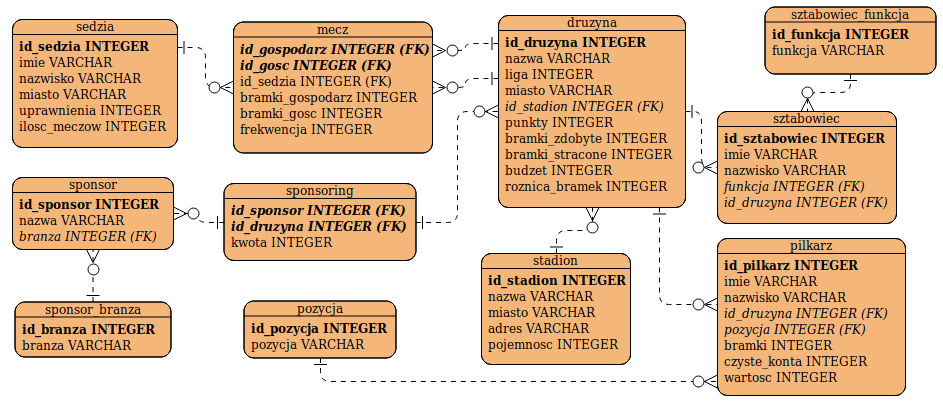 sedzia
id_sedzia INTEGER
imie VARCHAR
nazwisko VARCHAR
miasto VARCHAR
uprawnienia INTEGER
ilosc_meczow INTEGER
mecz
id_gospodarz INTEGER (FK)
id_gosc INTEGER (FK)
id_sedzia INTEGER (FK)
bramki_gospodarz INTEGER
bramki_gosc INTEGER
frekwencja INTEGER
druzyna
id_druzyna INTEGER
nazwa VARCHAR
liga INTEGER
miasto VARCHAR
id_stadion INTEGER (FK)
punkty INTEGER
bramki_zdobyte INTEGER
bramki_stracone INTEGER
budzet INTEGER
roznica_bramek INTEGER
sztabowiec_funkcja
id_funkcja INTEGER
funkcja VARCHAR
sztabowiec
id_sztabowiec INTEGER
imie VARCHAR
nazwisko VARCHAR
funkcja INTEGER (FK)
id_druzyna INTEGER (FK)
sponsor
id_sponsor INTEGER
nazwa VARCHAR
branza INTEGER (FK)
sponsoring
id_sponsor INTEGER (FK)
id_druzyna INTEGER (FK)
kwota INTEGER
stadion
id_stadion INTEGER
nazwa VARCHAR
miasto VARCHAR
adres VARCHAR
pojemnosc INTEGER
pilkarz
id_pilkarz INTEGER
imie VARCHAR
nazwisko VARCHAR
id_druzyna INTEGER (FK)
pozycja INTEGER (FK)
bramki INTEGER
czyste_konta INTEGER
wartosc INTEGER
sponsor_branza
id_branza INTEGER
branza VARCHAR
pozycja
id_pozycja INTEGER
pozycja VARCHAR